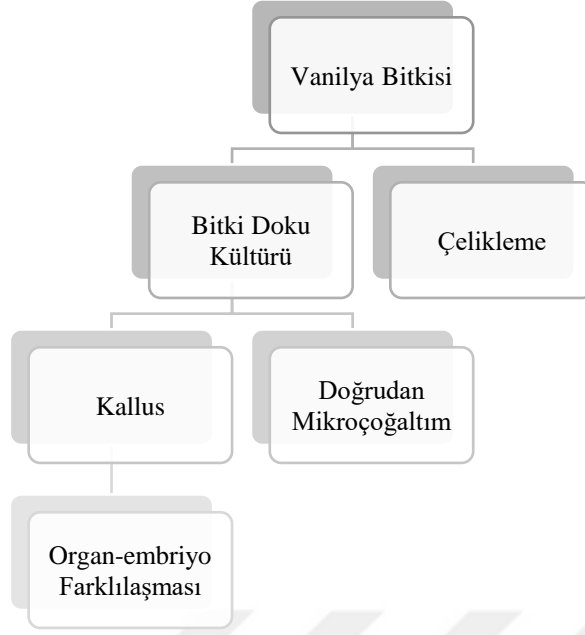 Vanilya Bitkisi
Bitki Doku
Kültürü
Çelikleme
Kallus
Doğrudan
Mikroçoğaltım
Organ-embriyo
Farklılaşması